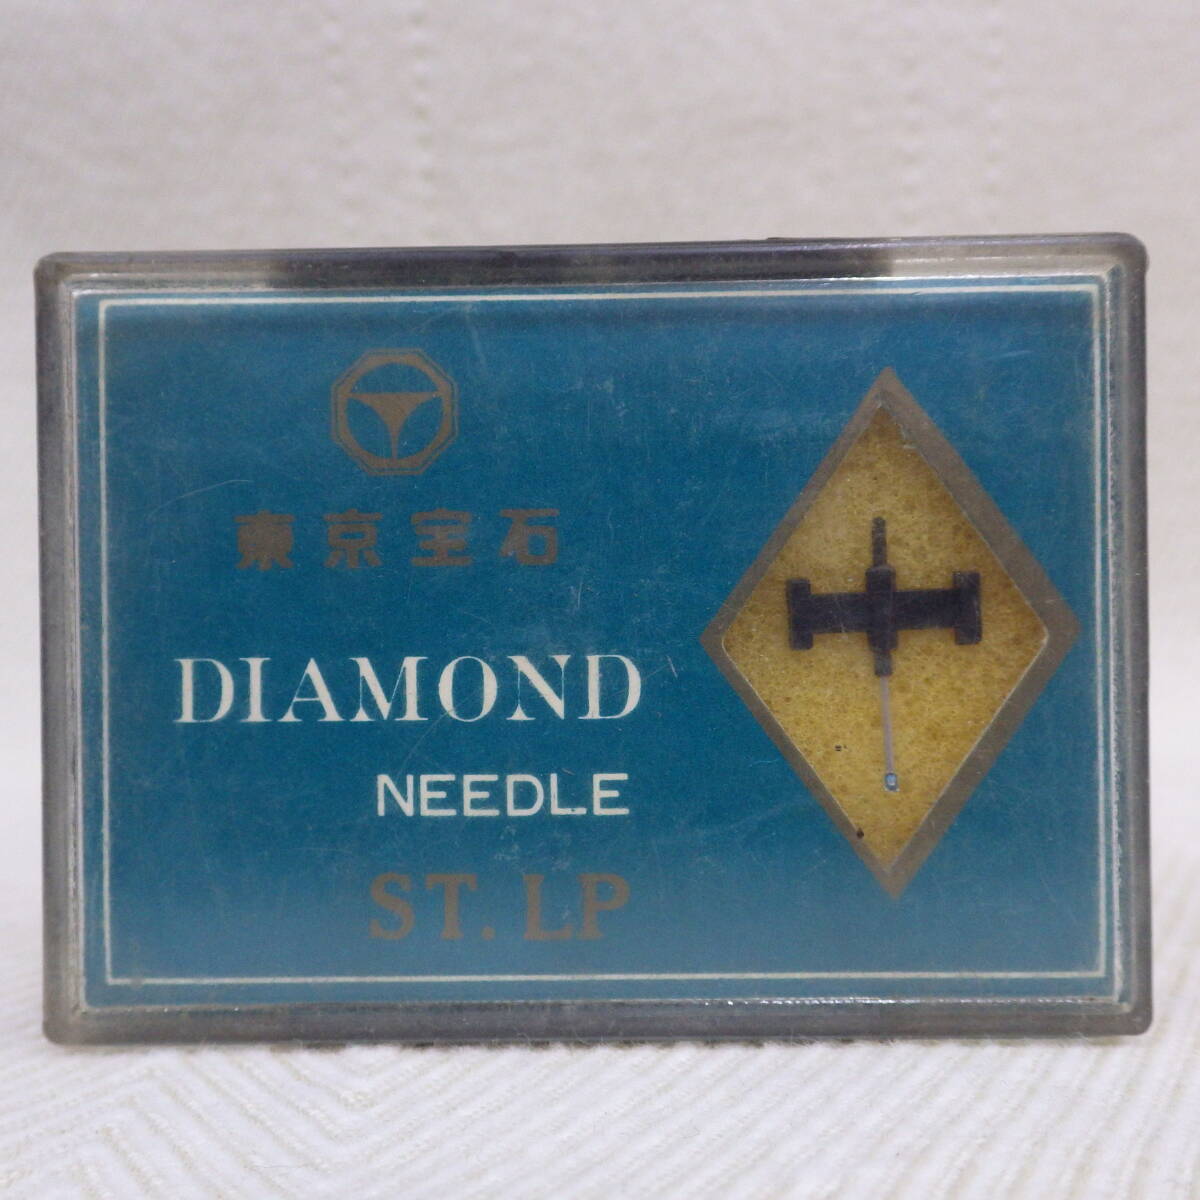 東京宝石
DIAMOND
NEEDLE
ST. LP